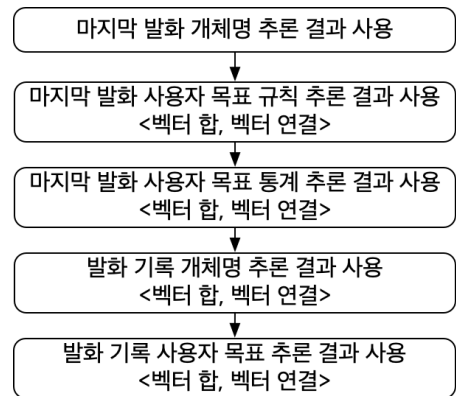 마지막 발화 개체명 추론 결과 사용
마지막 발화 사용자 목표 규칙 추론 결과 사용
<벡터 합, 벡터 연결>
마지막 발화 사용자 목표 통계 추론 결과 사용
<벡터 합, 벡터 연결>
발화 기록 개체명 추론 결과 사용
<벡터 합, 벡터 연결>
발화 기록 사용자 목표 추론 결과 사용
<벡터 합, 벡터 연결>